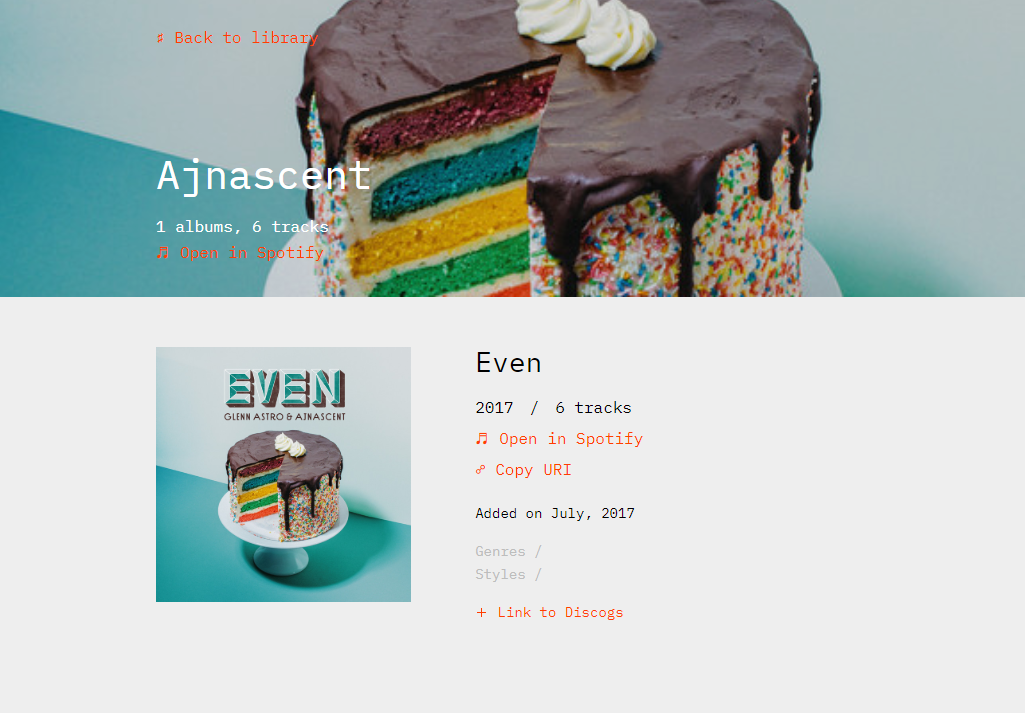 ♯ Back to library
Ajnascent
1 albums, 6 tracks
♬ Open in Spotify
EVEN
GLENN ASTRO & AJNASCENT
Even
2017 / 6 tracks
♬ Open in Spotify
☍ Copy URI
Added on July, 2017
Genres /
Styles /
+ Link to Discogs